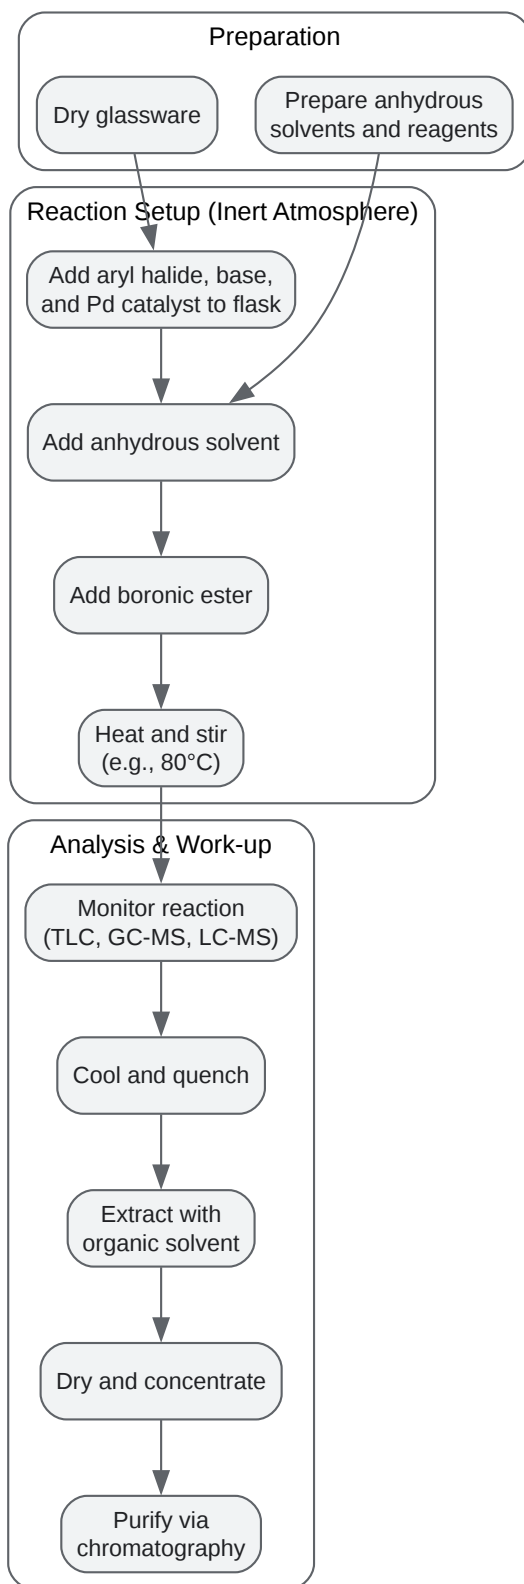 Preparation
Dry glassware
Prepare anhydrous
solvents and reagents
Reaction Setup (Inert Atmosphere)
Add aryl halide, base,
and Pd catalyst to flask
Add anhydrous solvent
Add boronic ester
Heat and stir
(e.g., 80°C)
Analysis & Work-up
Monitor reaction
(TLC, GC-MS, LC-MS)
Cool and quench
Extract with
organic solvent
Dry and concentrate
Purify via
chromatography